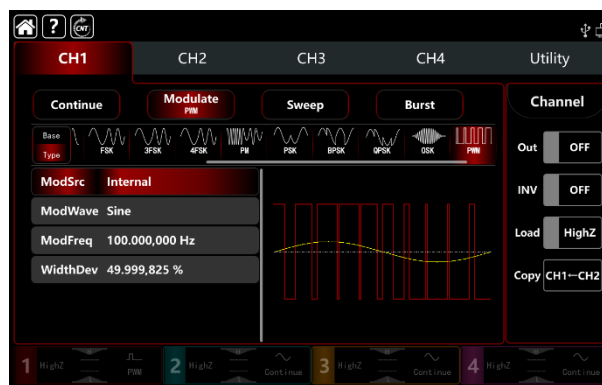 ? CNT
CH1 CH2 CH3 CH4 Utility
Continue Modulate PWM Sweep Burst Channel
Base Type FSK 3FSK 4FSK PM PSK BPSK QPSK OSK PWM
Out OFF
ModSrc Internal
INV OFF
ModWave Sine
ModFreq 100.000,000 Hz
Load HighZ
WidthDev 49.999,825 %
Copy CH1←CH2
1 HighZ PWM 2 HighZ Continue 3 HighZ Continue 4 HighZ Continue